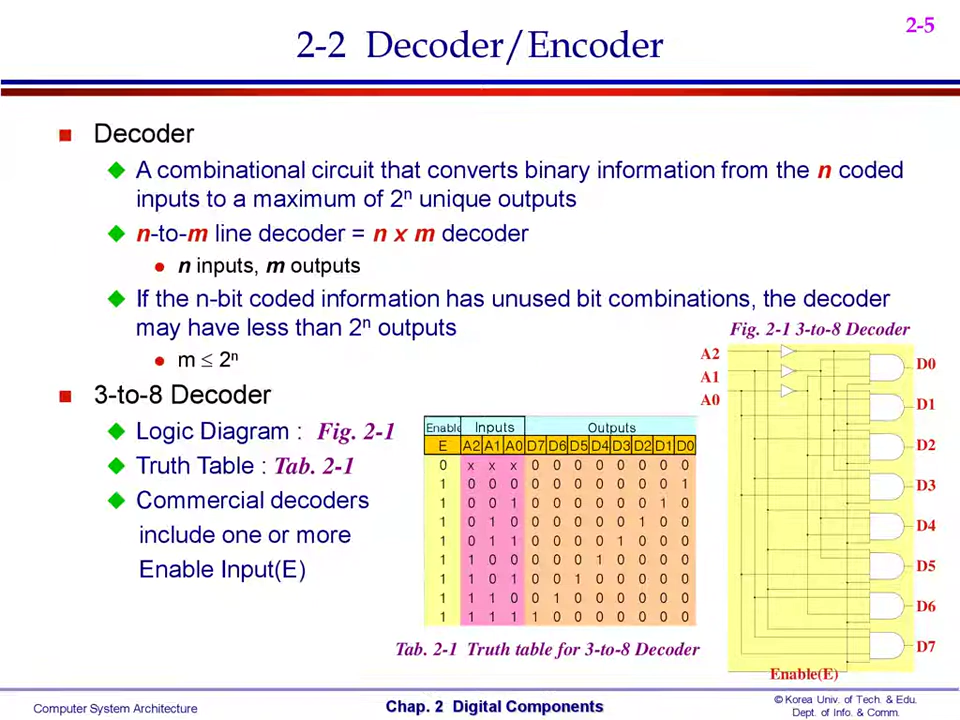 2-5
2-2 Decoder/Encoder
Decoder
A combinational circuit that converts binary information from the n coded
inputs to a maximum of 2ⁿ unique outputs
n-to-m line decoder = n x m decoder
n inputs, m outputs
If the n-bit coded information has unused bit combinations, the decoder
may have less than 2ⁿ outputs
m ≤ 2ⁿ
3-to-8 Decoder
Logic Diagram : Fig. 2-1
Truth Table : Tab. 2-1
Commercial decoders
include one or more
Enable Input(E)
Enable Inputs Outputs
E A2 A1 A0 D7 D6 D5 D4 D3 D2 D1 D0
0 x x x 0 0 0 0 0 0 0 0
1 0 0 0 0 0 0 0 0 0 0 1
1 0 0 1 0 0 0 0 0 0 1 0
1 0 1 0 0 0 0 0 0 1 0 0
1 0 1 1 0 0 0 0 1 0 0 0
1 1 0 0 0 0 0 1 0 0 0 0
1 1 0 1 0 0 1 0 0 0 0 0
1 1 1 0 0 1 0 0 0 0 0 0
1 1 1 1 1 0 0 0 0 0 0 0
Tab. 2-1 Truth table for 3-to-8 Decoder
Fig. 2-1 3-to-8 Decoder
A2
A1
A0
D0
D1
D2
D3
D4
D5
D6
D7
Enable(E)
Computer System Architecture
Chap. 2 Digital Components
© Korea Univ. of Tech. & Edu.
Dept. of Info. & Comm.